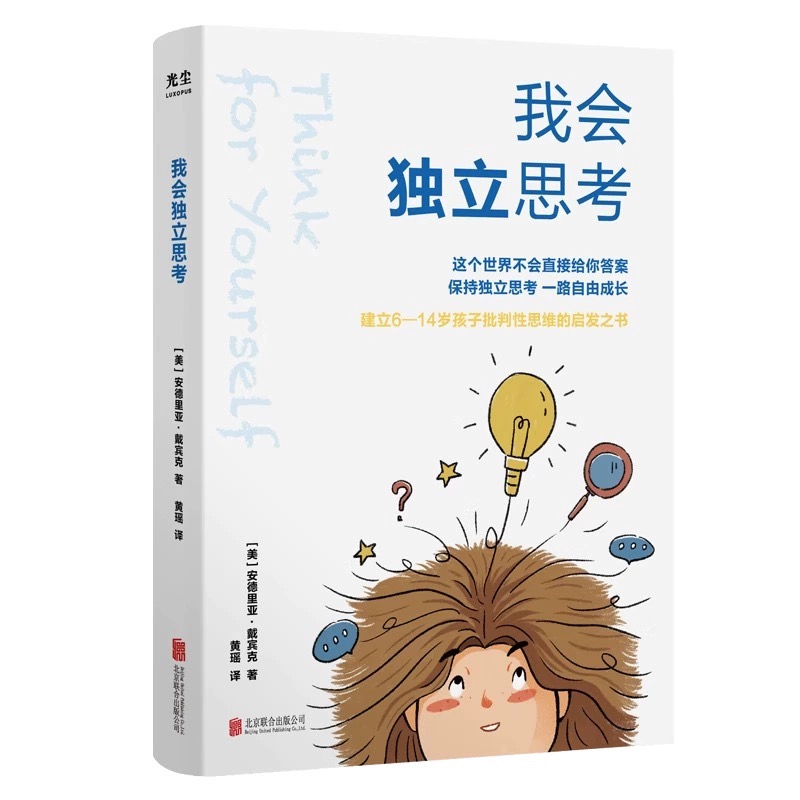 光尘
LUXOPUS
我会独立思考
[美] 安德里亚·戴宾克 著
黄瑶 译
北京联合出版公司
Beijing United Publishing Co.,Ltd.
Think
for Yourself
我会
独立思考
这个世界不会直接给你答案
保持独立思考 一路自由成长
建立6—14岁孩子批判性思维的启发之书
?
[美] 安德里亚·戴宾克 著
黄瑶 译
北京联合出版公司
Beijing United Publishing Co.,Ltd.